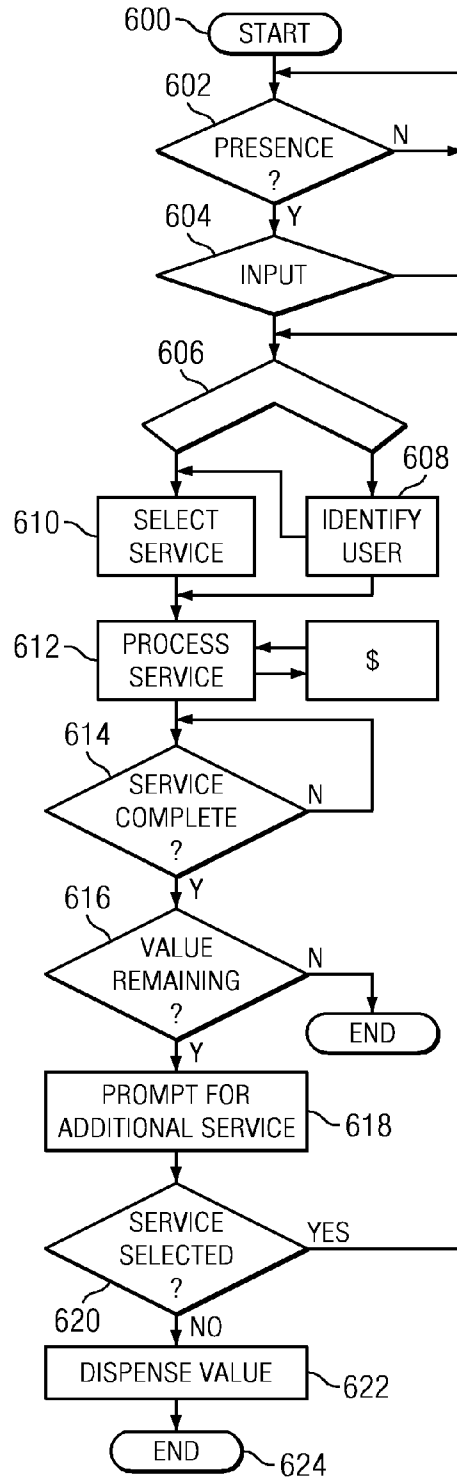 600
START
602
PRESENCE
?
N
Y
604
INPUT
606
608
610
SELECT
SERVICE
IDENTIFY
USER
612
PROCESS
SERVICE
$
614
SERVICE
COMPLETE
?
N
Y
616
VALUE
REMAINING
?
N
END
Y
PROMPT FOR
ADDITIONAL SERVICE
618
SERVICE
SELECTED
?
YES
620
NO
DISPENSE VALUE
622
END
624